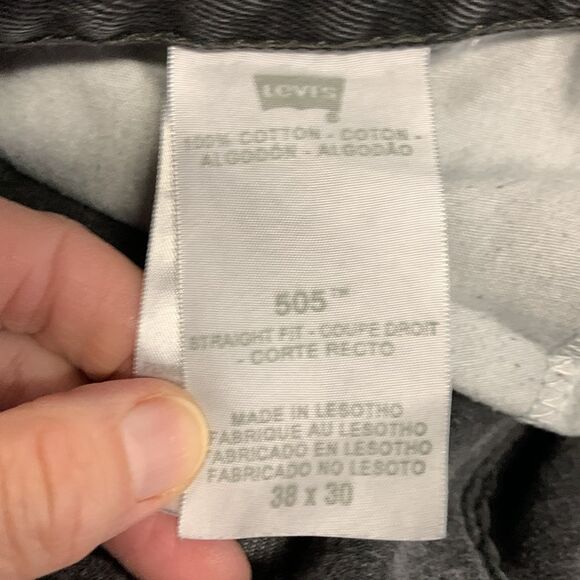 Levi's
®
100% COTTON - COTON -
ALGODÓN - ALGODÃO
505™
STRAIGHT FIT - COUPE DROIT
- CORTE RECTO
MADE IN LESOTHO
FABRIQUE AU LESOTHO
FABRICADO EN LESOTHO
FABRICADO NO LESOTO
38 x 30